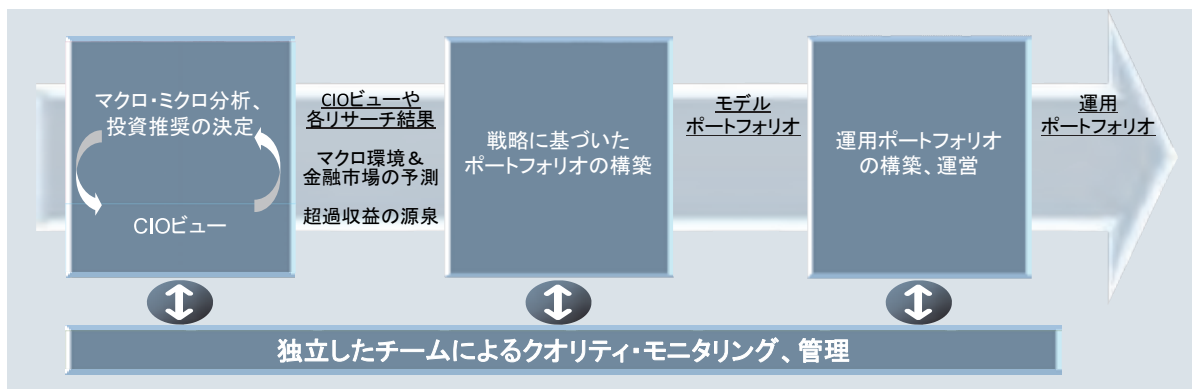 マクロ・ミクロ分析、
投資推奨の決定
CIOビュー
CIOビューや
各リサーチ結果
マクロ環境＆
金融市場の予測
超過収益の源泉
戦略に基づいた
ポートフォリオの構築
モデル
ポートフォリオ
運用ポートフォリオ
の構築、運営
運用
ポートフォリオ
独立したチームによるクオリティ・モニタリング、管理